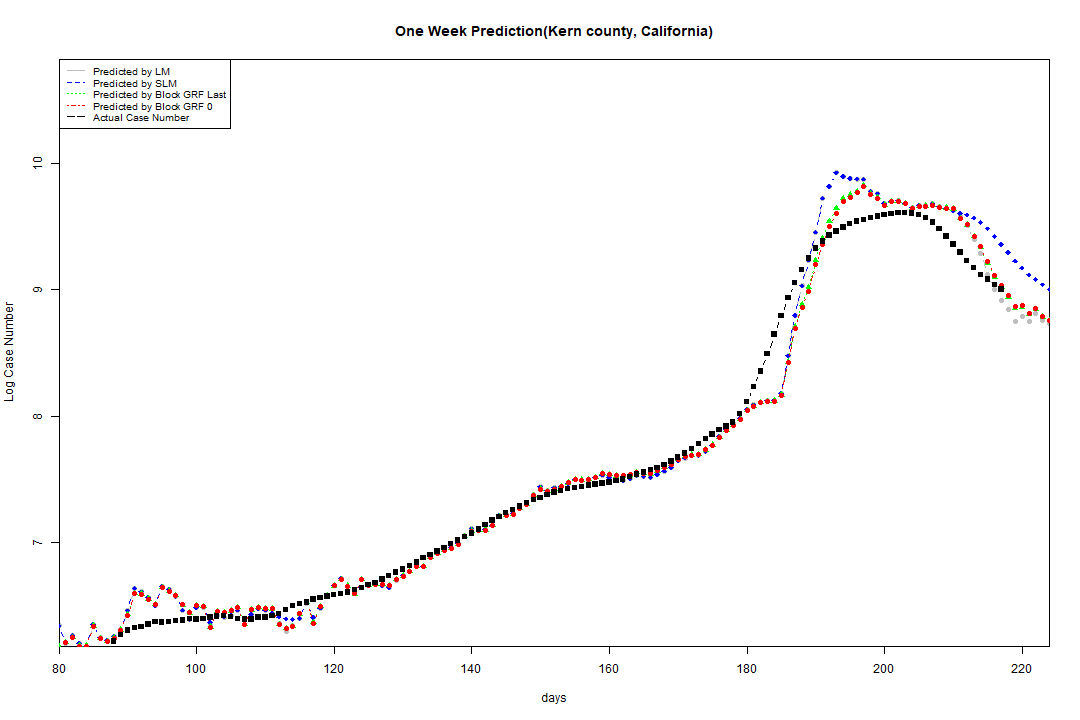 One Week Prediction(Kern county, California)
Predicted by LM
Predicted by SLM
Predicted by Block GRF Last
Predicted by Block GRF 0
Actual Case Number
10
9
8
7
Log Case Number
80 100 120 140 160 180 200 220
days